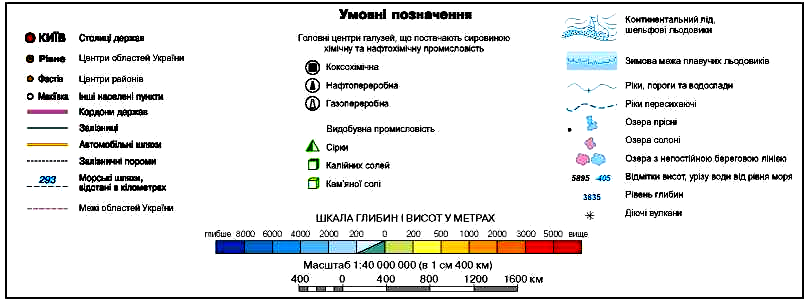 Умовні позначення
КИЇВ Столиці держав
Рівне Центри областей України
Фастів Центри районів
Макіївка Інші населені пункти
Кордони держав
Залізниці
Автомобільні шляхи
Залізничні пороми
293 Морські шляхи,
відстані в кілометрах
Межі областей України
Головні центри галузей, що постачають сировиною
хімічну та нафтохімічну промисловість
Коксохімічна
Нафтопереробна
Газопереробна
Видобувна промисловість
Сірки
Калійних солей
Кам'яної солі
Континентальний лід,
шельфові льодовики
Зимова межа плавучих льодовиків
Ріки, пороги та водоспади
Ріки пересихаючі
Озера прісні
Озера солоні
Озера з непостійною береговою лінією
5895 -405 Відмітки висот, урізу води від рівня моря
3835 Рівень глибин
Діючі вулкани
ШКАЛА ГЛИБИН І ВИСОТ У МЕТРАХ
глибше 8000 6000 4000 2000 200 0 200 500 1000 2000 3000 5000 вище
Масштаб 1:40 000 000 (в 1 см 400 км)
400 0 400 800 1200 1600 км